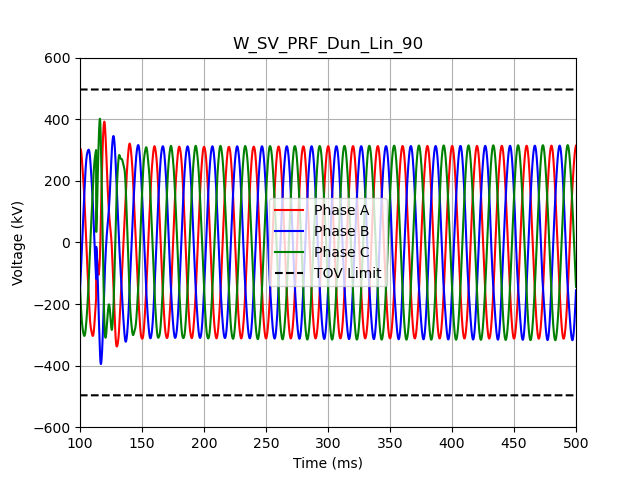 W_SV_PRF_Dun_Lin_90
600
400
200
0
−200
−400
−600
Voltage (kV)
Phase A
Phase B
Phase C
TOV Limit
100 150 200 250 300 350 400 450 500
Time (ms)